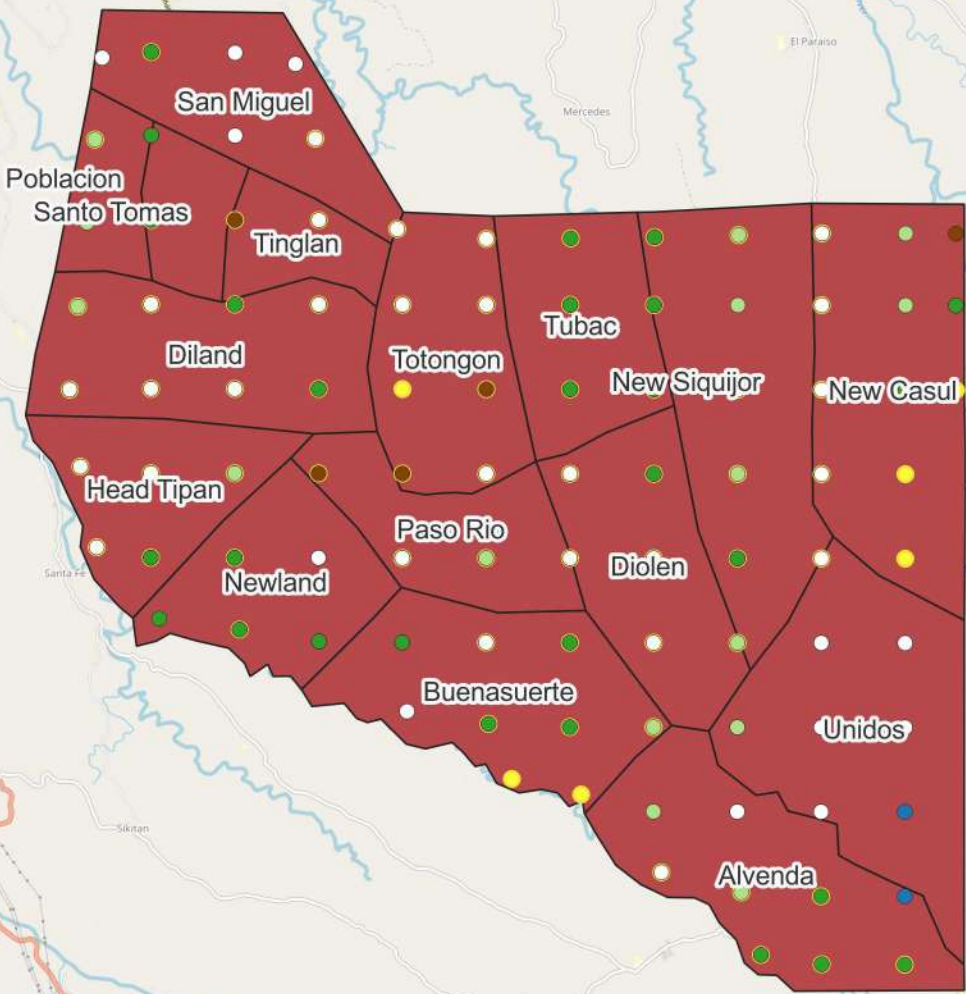 El Paraiso
Mercedes
San Miguel
Poblacion
Santo Tomas
Tinglan
Tubac
Diland
Totongon
New Siquijor
New Casul
Head Tipan
Paso Rio
Diolen
Santa Fe
Newland
Buenasuerte
Unidos
Sikitan
Alvenda